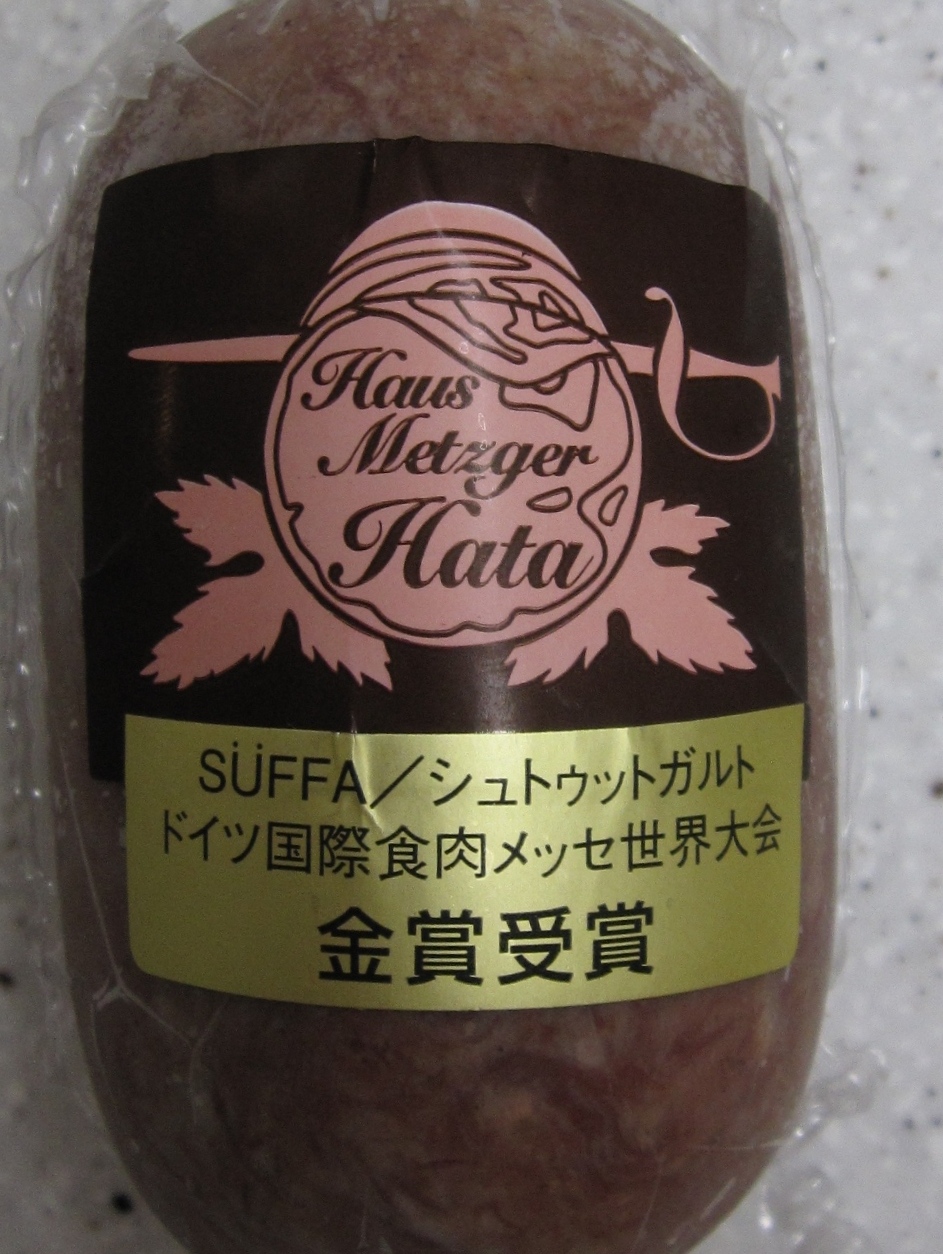 Haus
Metzger
Hata
SÜFFA／シュトゥットガルト
ドイツ国際食肉メッセ世界大会
金賞受賞